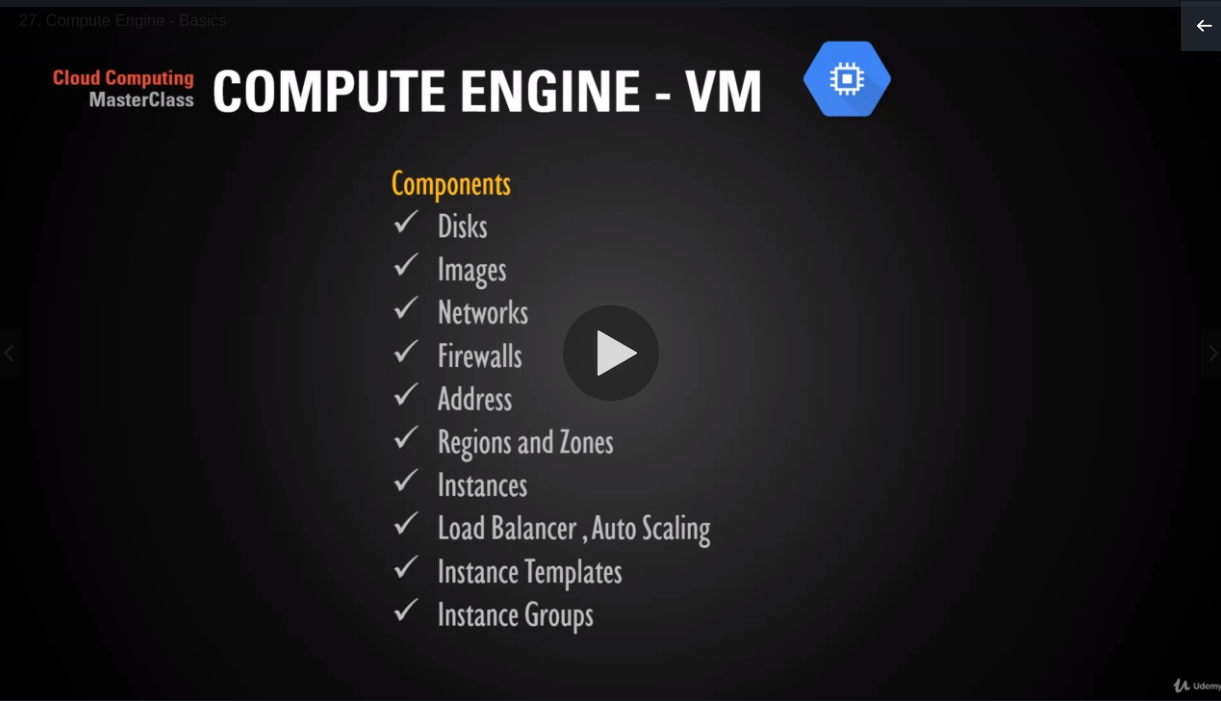 27. Compute Engine - Basics
Cloud Computing
MasterClass
COMPUTE ENGINE - VM
Components
✓ Disks
✓ Images
✓ Networks
✓ Firewalls
✓ Address
✓ Regions and Zones
✓ Instances
✓ Load Balancer , Auto Scaling
✓ Instance Templates
✓ Instance Groups
Udemy